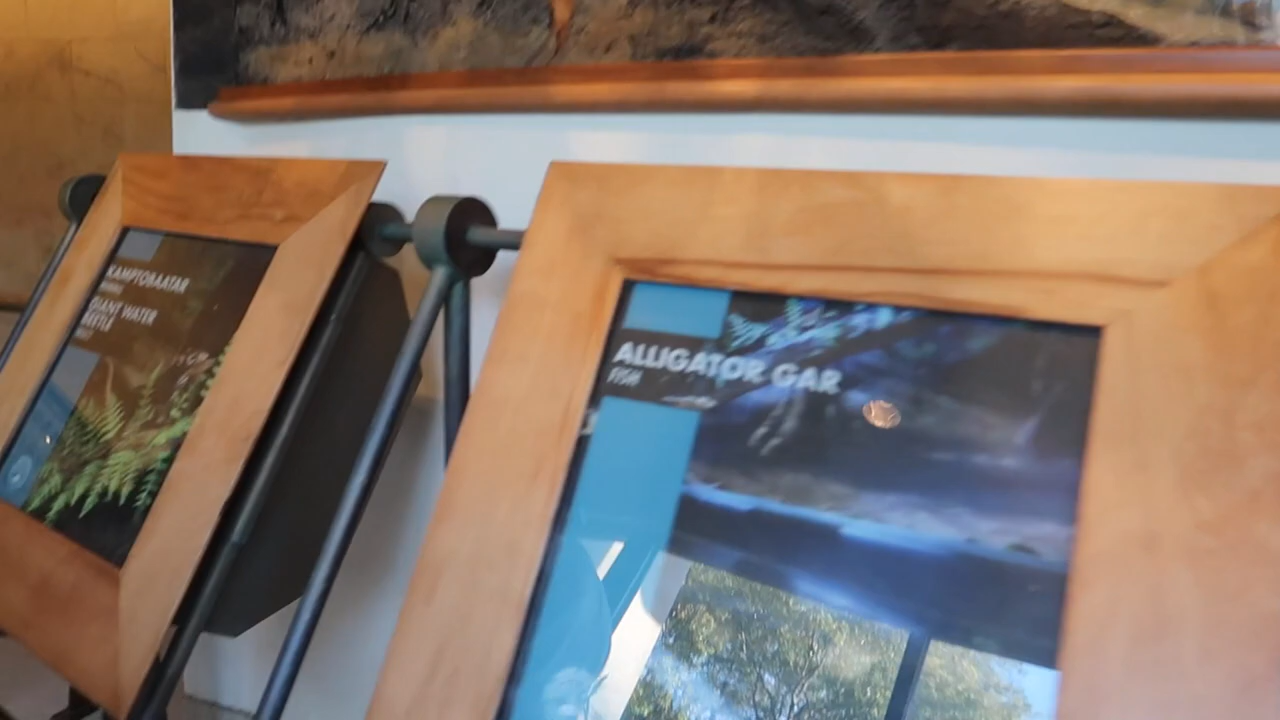 KAMPTOBAATAR
GIANT WATER
BEETLE
ALLIGATOR GAR
FISH